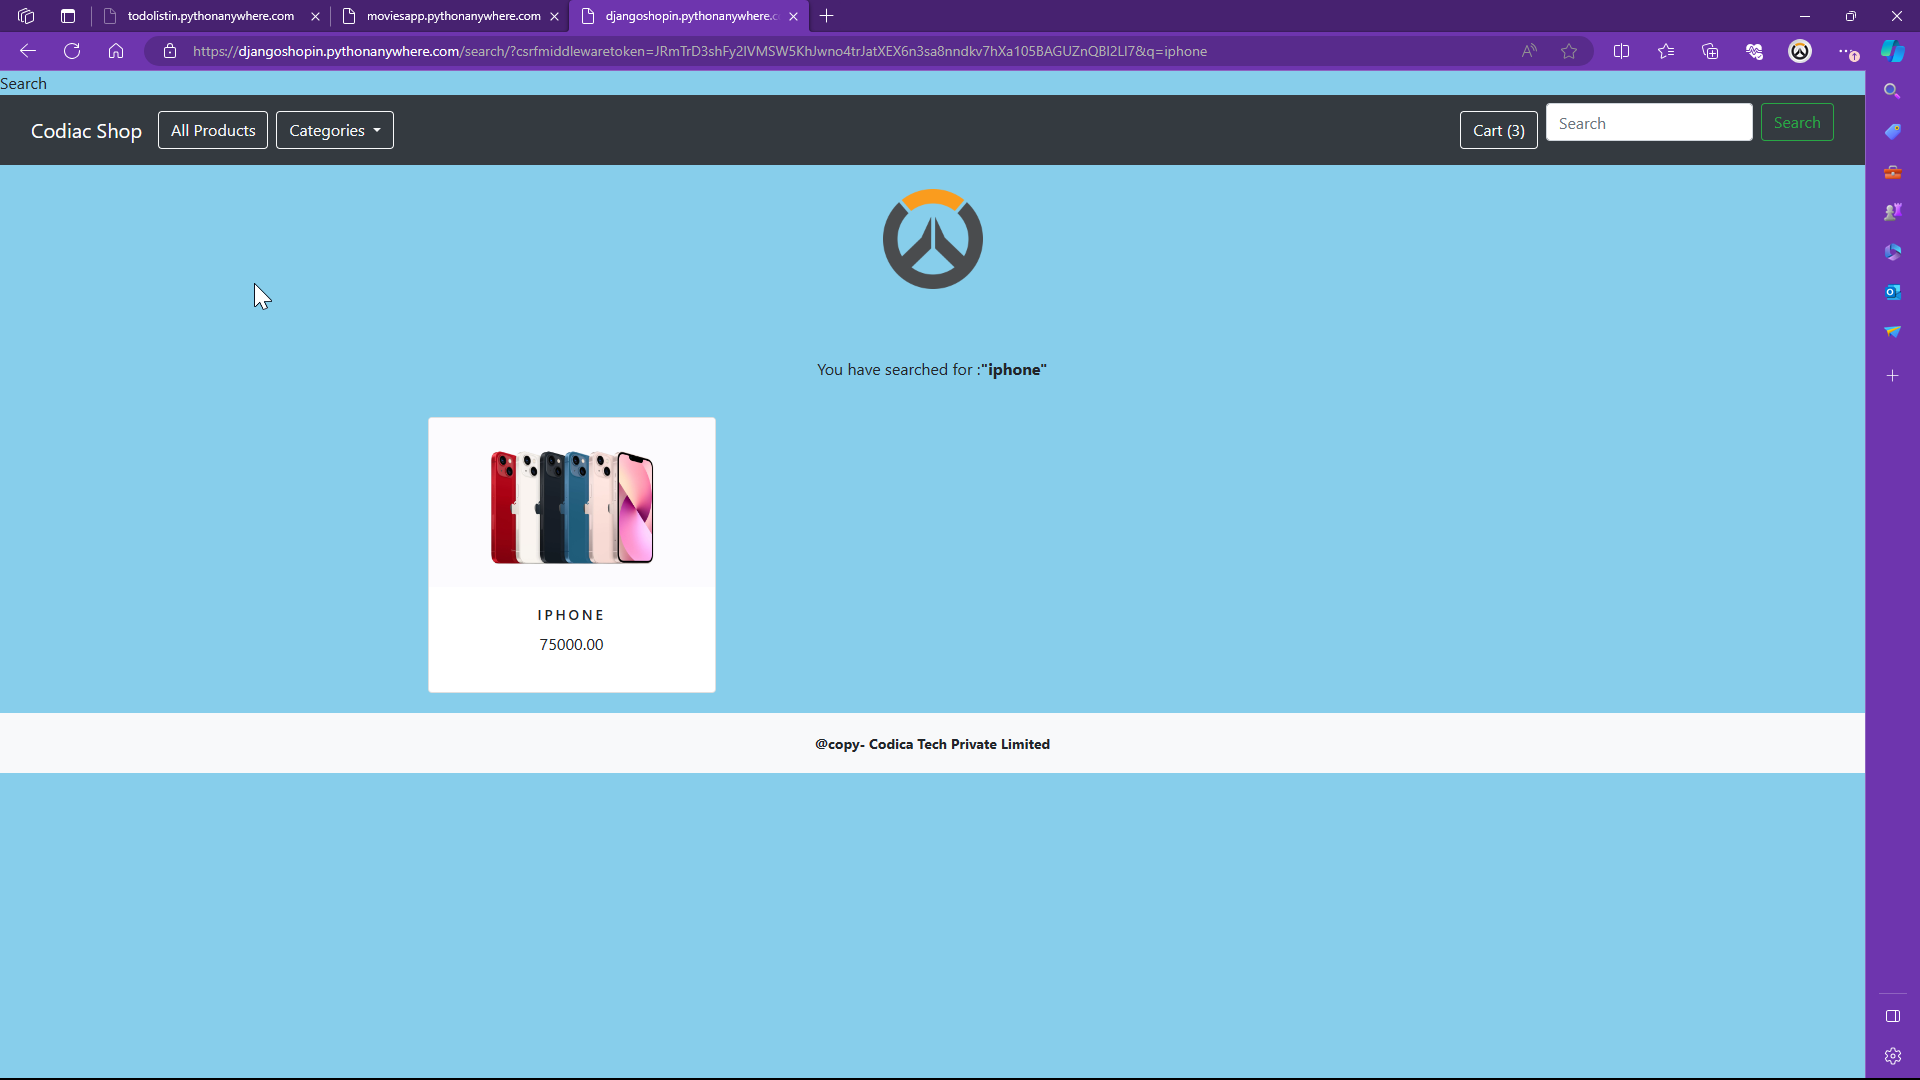 todolistin.pythonanywhere.com
moviesapp.pythonanywhere.com
djangoshopin.pythonanywhere.c
https://djangoshopin.pythonanywhere.com/search/?csrfmiddlewaretoken=JRmTrD3shFy2IVMSW5KhJwno4trJatXEX6n3sa8nndkv7hXa105BAGUZnQBI2LI7&q=iphone
Search
Codiac Shop
All Products
Categories
Cart (3)
Search
Search
You have searched for :"iphone"
IPHONE
75000.00
@copy- Codica Tech Private Limited